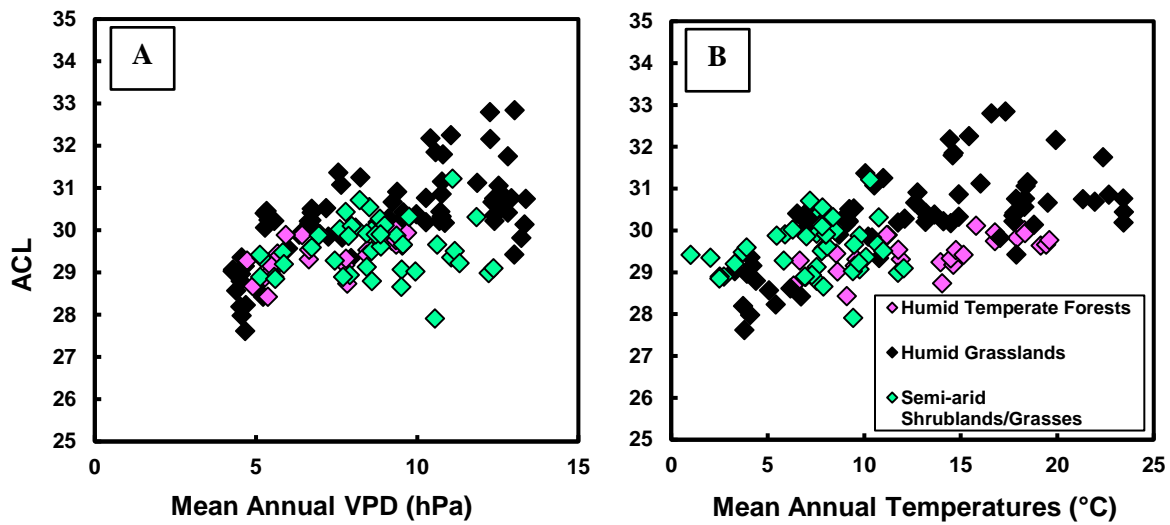 A
35
34
33
32
31
30
29
28
27
26
25
ACL
0 5 10 15
Mean Annual VPD (hPa)
B
35
34
33
32
31
30
29
28
27
26
25
0 5 10 15 20 25
Mean Annual Temperatures (°C)
Humid Temperate Forests
Humid Grasslands
Semi-arid
Shrublands/Grasses